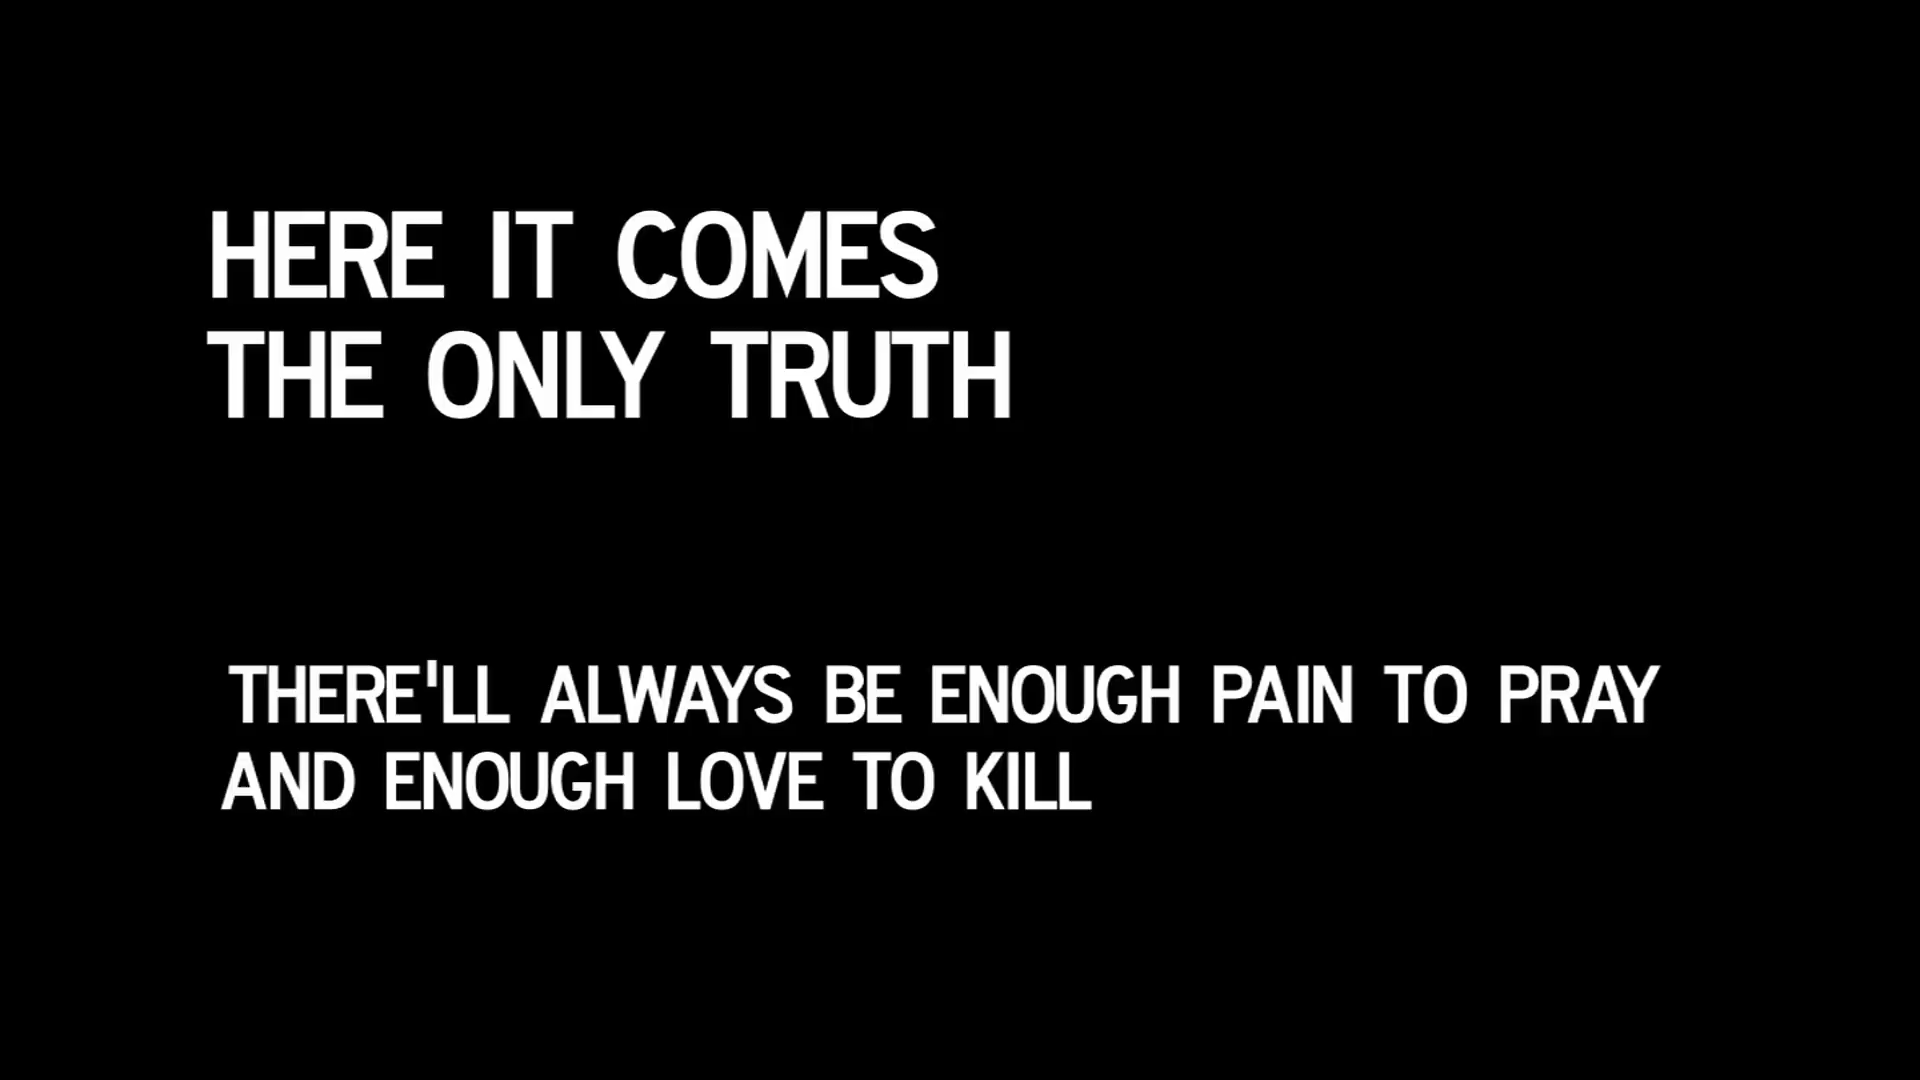 HERE IT COMES
THE ONLY TRUTH
THERE'LL ALWAYS BE ENOUGH PAIN TO PRAY
AND ENOUGH LOVE TO KILL